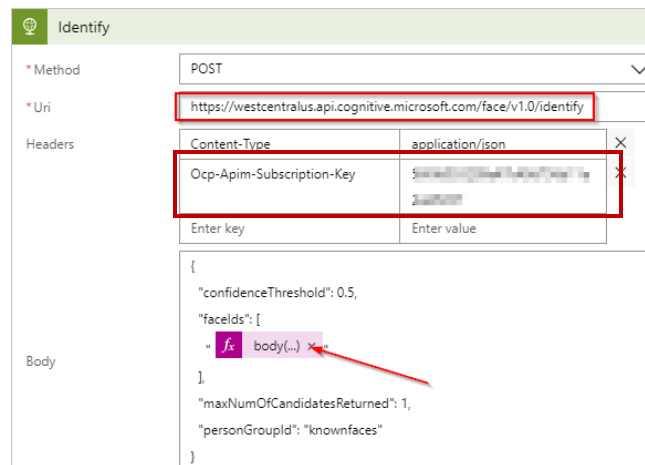 Identify
* Method POST
* Uri https://westcentralus.api.cognitive.microsoft.com/face/v1.0/identify
Headers Content-Type application/json
Ocp-Apim-Subscription-Key
Enter key Enter value
{
"confidenceThreshold": 0.5,
"faceIds": [
" fx body(...) × "
],
Body
"maxNumOfCandidatesReturned": 1,
"personGroupId": "knownfaces"
}